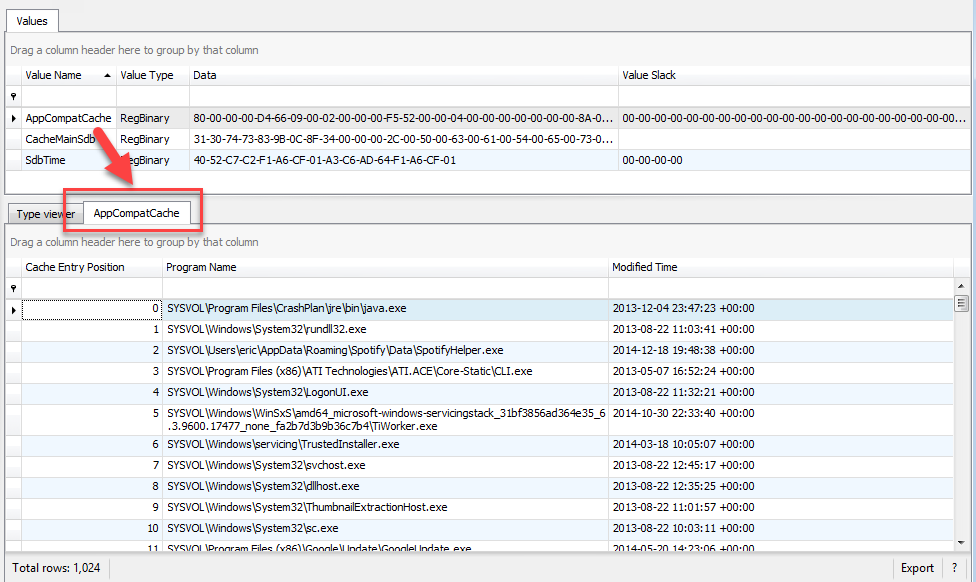 Values
Drag a column header here to group by that column
Value Name Value Type Data Value Slack
AppCompatCache RegBinary 80-00-00-00-D4-66-09-00-02-00-00-00-F5-52-00-00-04-00-00-00-00-00-00-00-8A-0... 00-00-00-00-00-00-00-00-00-00-00-00-00-00-00-00-00-00-00-00-00-00-00...
CacheMainSdb RegBinary 31-30-74-73-83-9B-0C-8F-34-00-00-00-2C-00-50-00-63-00-61-00-54-00-65-00-73-0...
SdbTime RegBinary 40-52-C7-C2-F1-A6-CF-01-A3-C6-AD-64-F1-A6-CF-01 00-00-00-00
Type viewer AppCompatCache
Drag a column header here to group by that column
Cache Entry Position Program Name Modified Time
0 SYSVOL\Program Files\CrashPlan\jre\bin\java.exe 2013-12-04 23:47:23 +00:00
1 SYSVOL\Windows\System32\rundll32.exe 2013-08-22 11:03:41 +00:00
2 SYSVOL\Users\eric\AppData\Roaming\Spotify\Data\SpotifyHelper.exe 2014-12-18 19:48:38 +00:00
3 SYSVOL\Program Files (x86)\ATI Technologies\ATI.ACE\Core-Static\CLI.exe 2013-05-07 16:52:24 +00:00
4 SYSVOL\Windows\System32\LogonUI.exe 2013-08-22 11:32:21 +00:00
5 SYSVOL\Windows\WinSxS\amd64_microsoft-windows-servicingstack_31bf3856ad364e35_6 2014-10-30 22:33:40 +00:00
.3.9600.17477_none_fa2b7d3b9b36c7b4\TiWorker.exe
6 SYSVOL\Windows\servicing\TrustedInstaller.exe 2014-03-18 10:05:07 +00:00
7 SYSVOL\Windows\System32\svchost.exe 2013-08-22 12:45:17 +00:00
8 SYSVOL\Windows\System32\dllhost.exe 2013-08-22 12:35:25 +00:00
9 SYSVOL\Windows\System32\ThumbnailExtractionHost.exe 2013-08-22 11:01:57 +00:00
10 SYSVOL\Windows\System32\sc.exe 2013-08-22 10:03:11 +00:00
11 SYSVOL\Program Files (x86)\Google\Update\GoogleUpdate.exe 2014-05-20 14:23:06 +00:00
Total rows: 1,024 Export ?